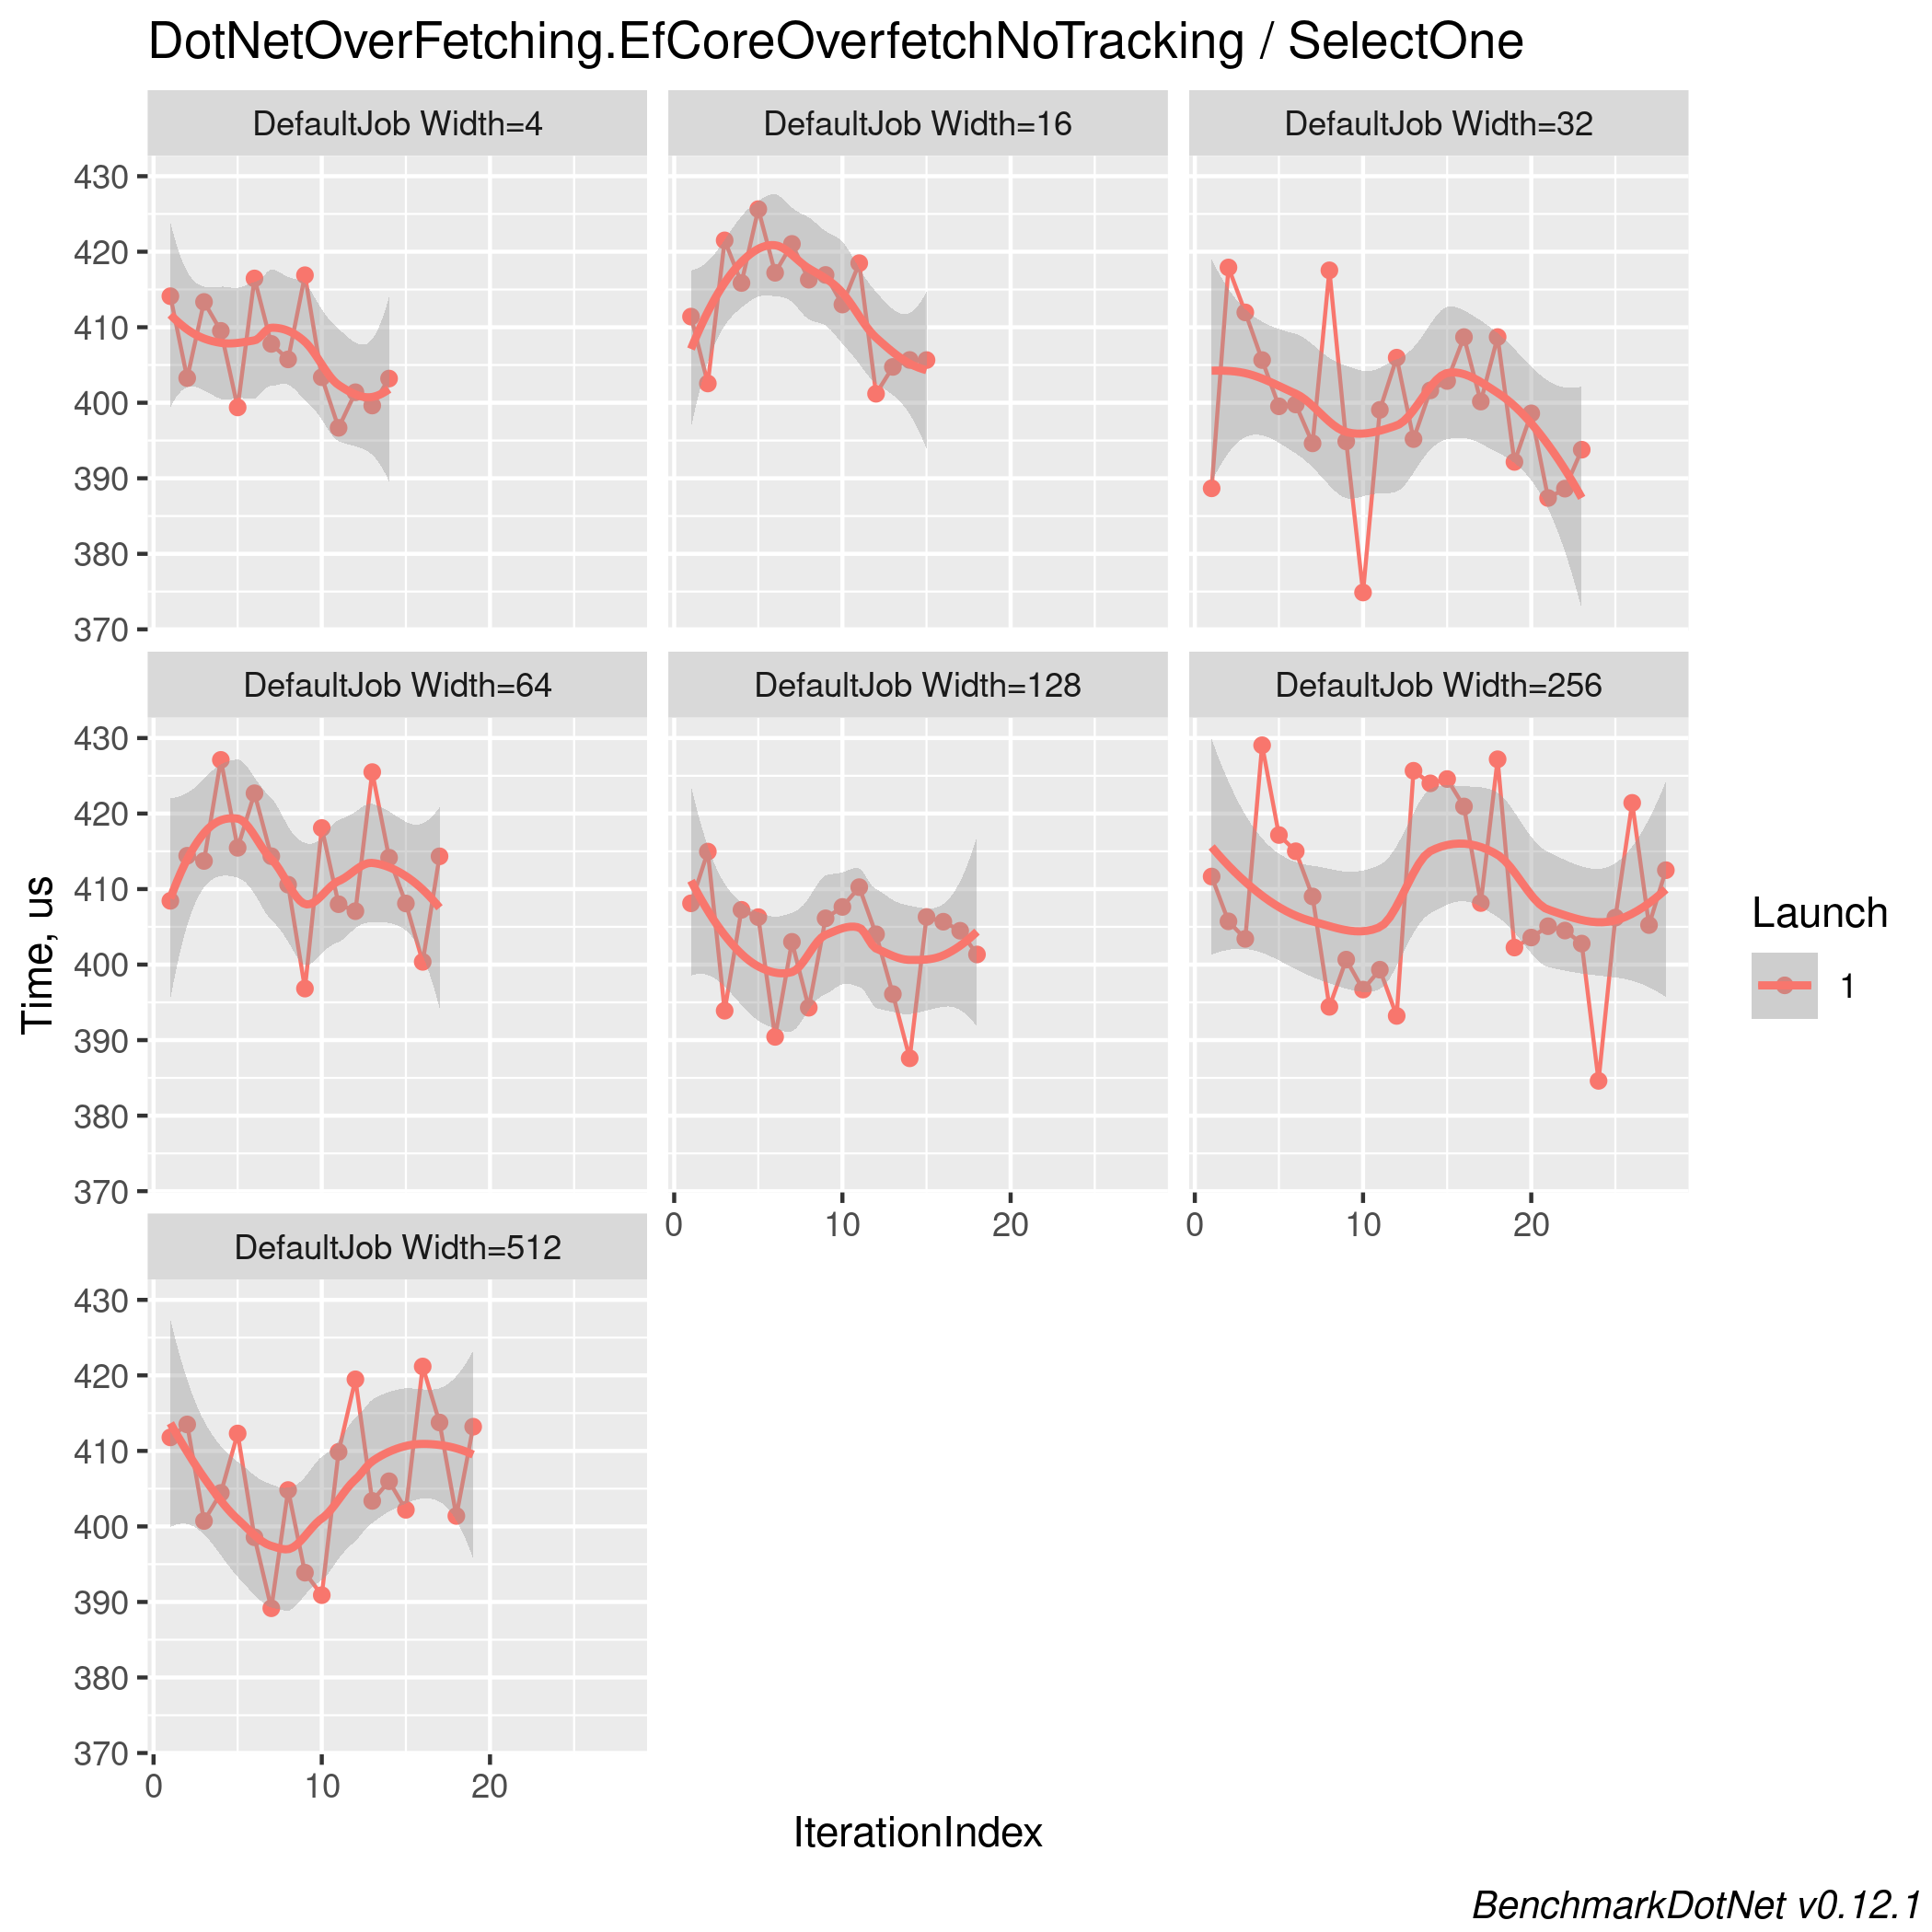 DotNetOverFetching.EfCoreOverfetchNoTracking / SelectOne
DefaultJob Width=4
DefaultJob Width=16
DefaultJob Width=32
430
420
410
400
390
380
370
DefaultJob Width=64
DefaultJob Width=128
DefaultJob Width=256
430
420
410
400
390
380
370
0
10
20
0
10
20
DefaultJob Width=512
430
420
410
400
390
380
370
0
10
20
Time, us
IterationIndex
Launch
1
BenchmarkDotNet v0.12.1